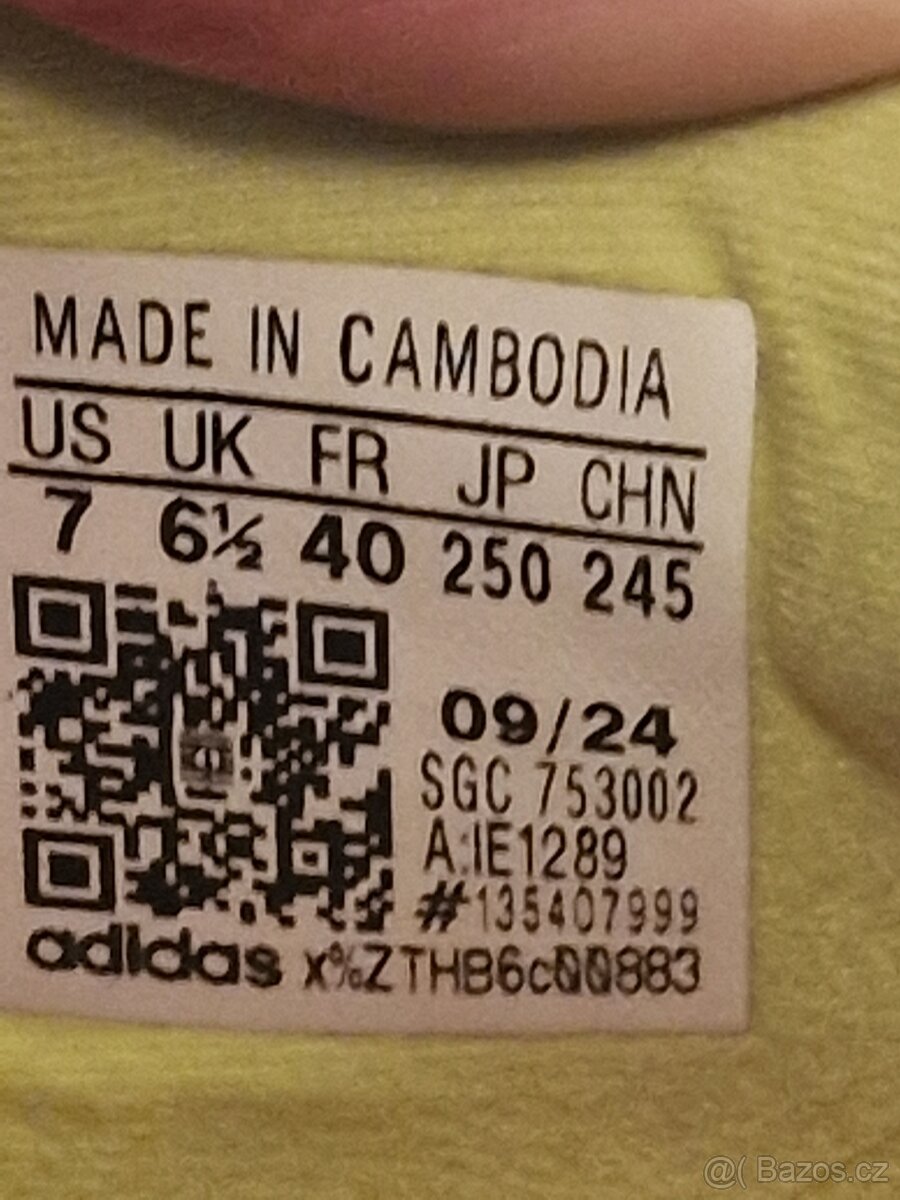 MADE IN CAMBODIA
US UK FR JP CHN
7 6½ 40 250 245
09/24
SGC 753002
A:IE1289
#135407999
adidas x%ZTHB6c00883
@( Bazos.cz